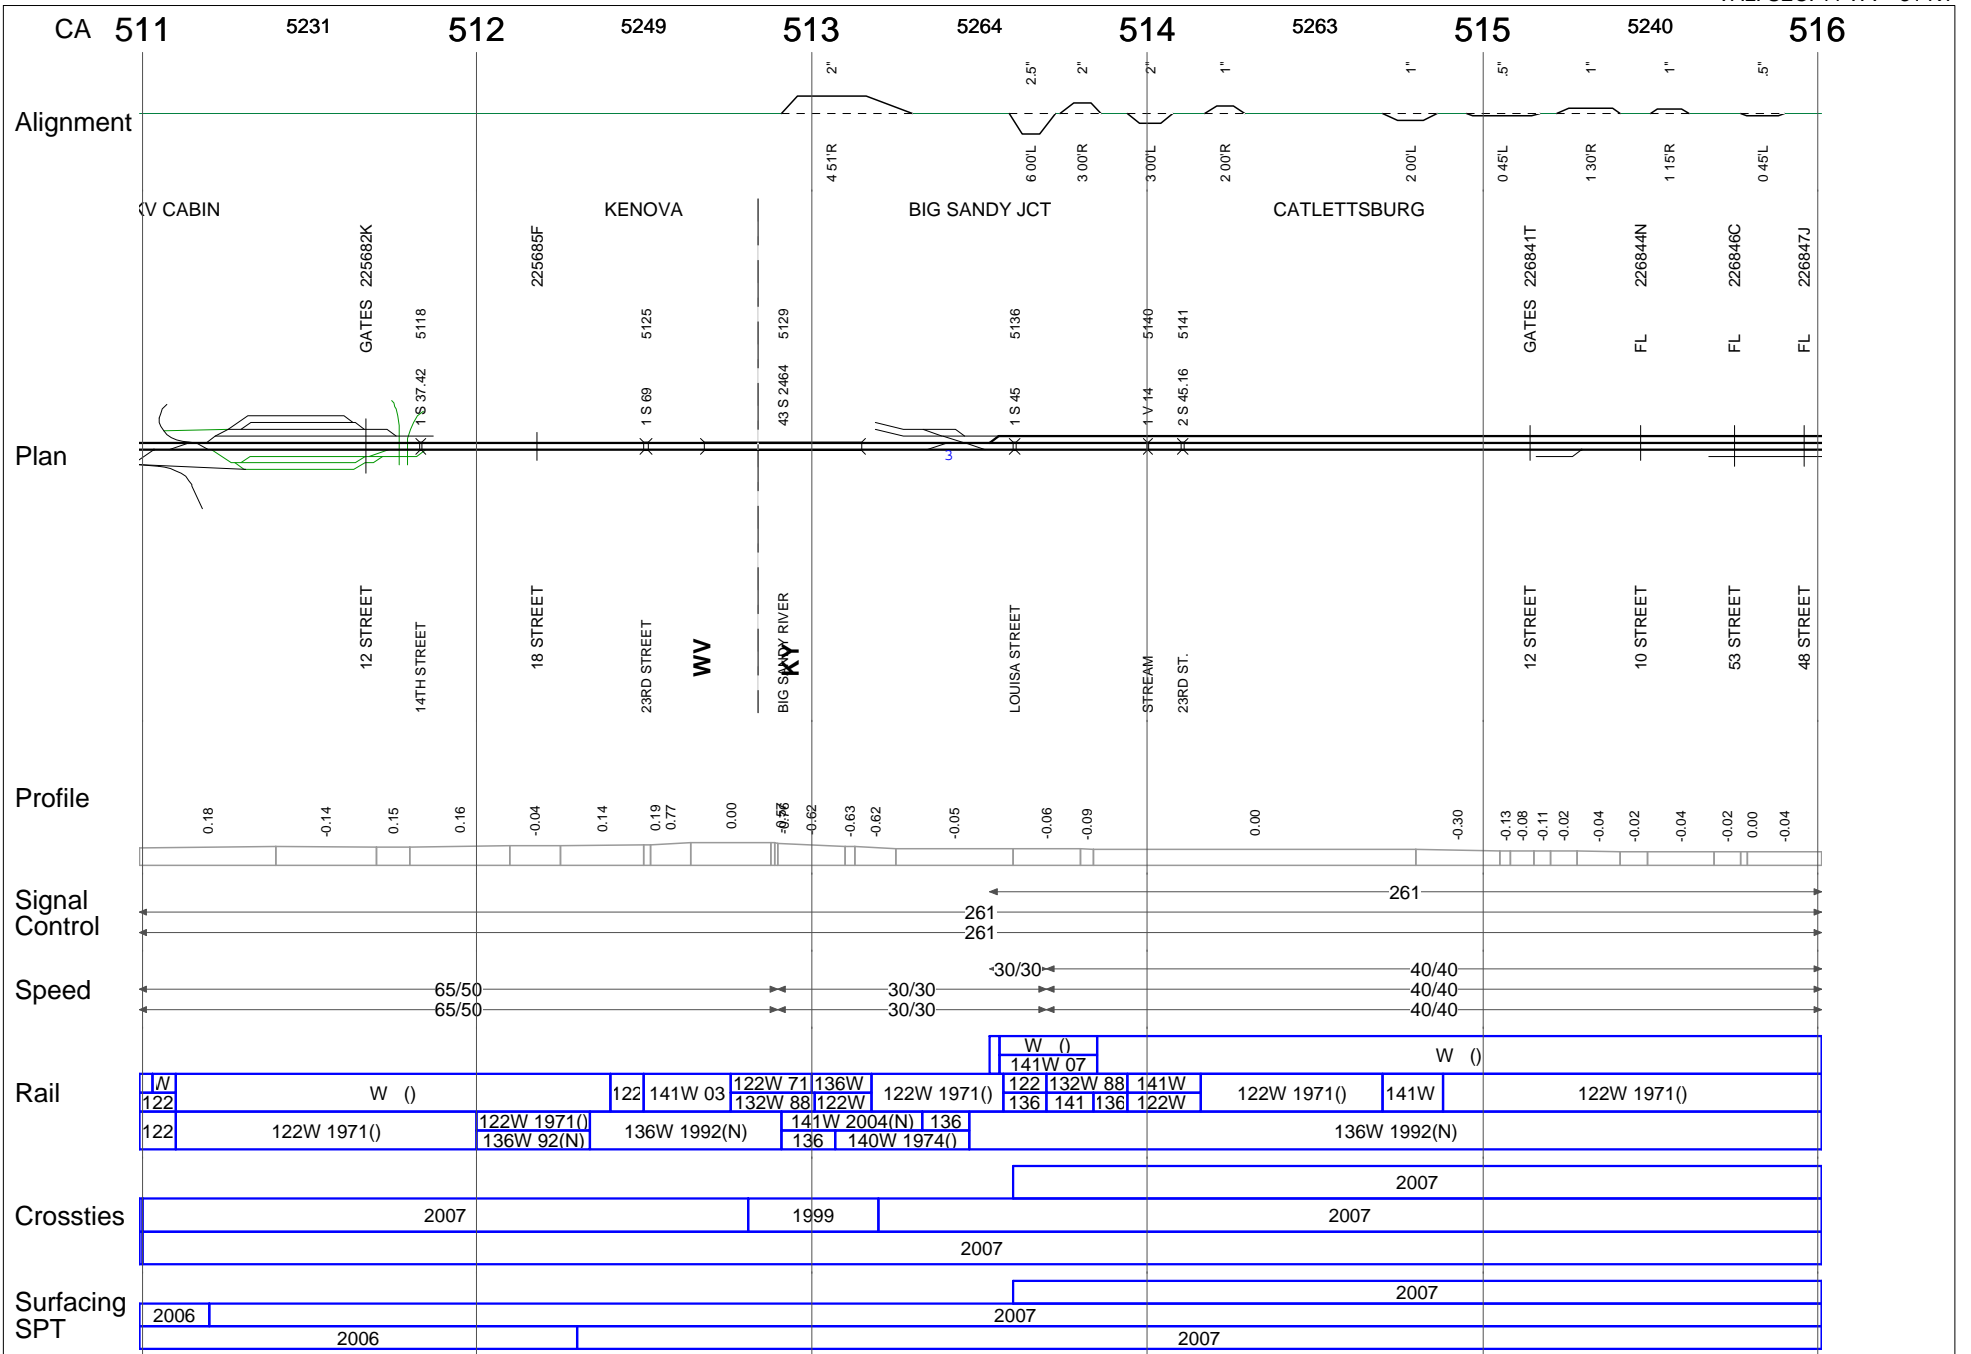 CA 511 5231 512 5249 513 5264 514 5263 515 5240 516
2" 2.5" 2" 2" 1" 1" .5" 1" 1" .5"
Alignment
4 51'R 6 00'L 3 00'R 3 00'L 2 00'R 2 00'L 0 45'L 1 30'R 1 15'R 0 45'L
KV CABIN KENOVA BIG SANDY JCT CATLETTSBURG
GATES 225682K 225685F GATES 226841T FL 226844N FL 226846C FL 226847J
1 S 37.42 5118 1 S 69 5125 43 S 2464 5129 1 S 45 5136 1 V 14 5140 2 S 45.16 5141
Plan
3
12 STREET 14TH STREET 18 STREET 23RD STREET WV BIG SANDY RIVER KY LOUISA STREET STREAM 23RD ST. 12 STREET 10 STREET 53 STREET 48 STREET
Profile
0.18 -0.14 0.15 0.16 -0.04 0.14 0.19 0.77 0.00 -0.62 -0.63 -0.62 -0.05 -0.06 -0.09 0.00 -0.30 -0.13 -0.08 -0.11 -0.02 -0.04 -0.02 -0.04 -0.02 0.00 -0.04
Signal
Control
261
261
261
Speed
30/30 40/40
65/50 30/30 40/40
65/50 30/30 40/40
Rail
W () W ()
141W 07
W W () 122 141W 03 122W 71 136W 122W 1971() 122 132W 88 141W 122W 1971() 141W 122W 1971()
122 132W 88 122W 136 141 136 122W
122 122W 1971() 122W 1971() 136W 1992(N) 141W 2004(N) 136 136W 1992(N)
136W 92(N) 136 140W 1974()
Crossties
2007
2007 1999 2007
2007
Surfacing
SPT
2007
2006 2007
2006 2007